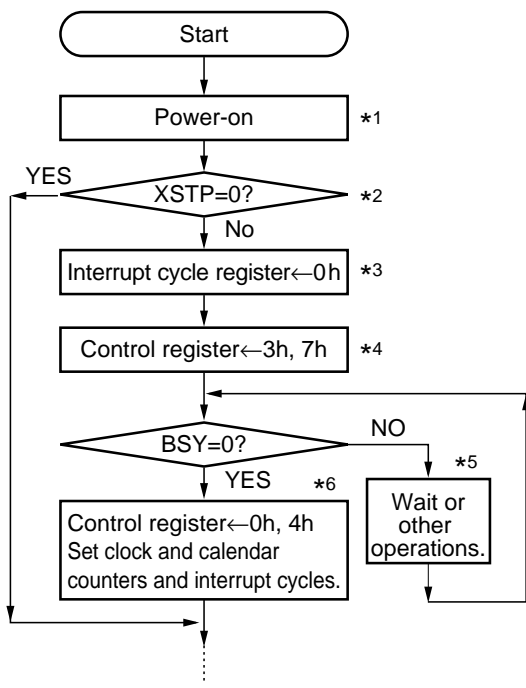 Start
Power-on
*1
YES
XSTP=0?
*2
No
Interrupt cycle register←0h
*3
Control register←3h, 7h
*4
BSY=0?
NO
YES
*6
*5
Control register←0h, 4h
Set clock and calendar
counters and interrupt cycles.
Wait or
other
operations.